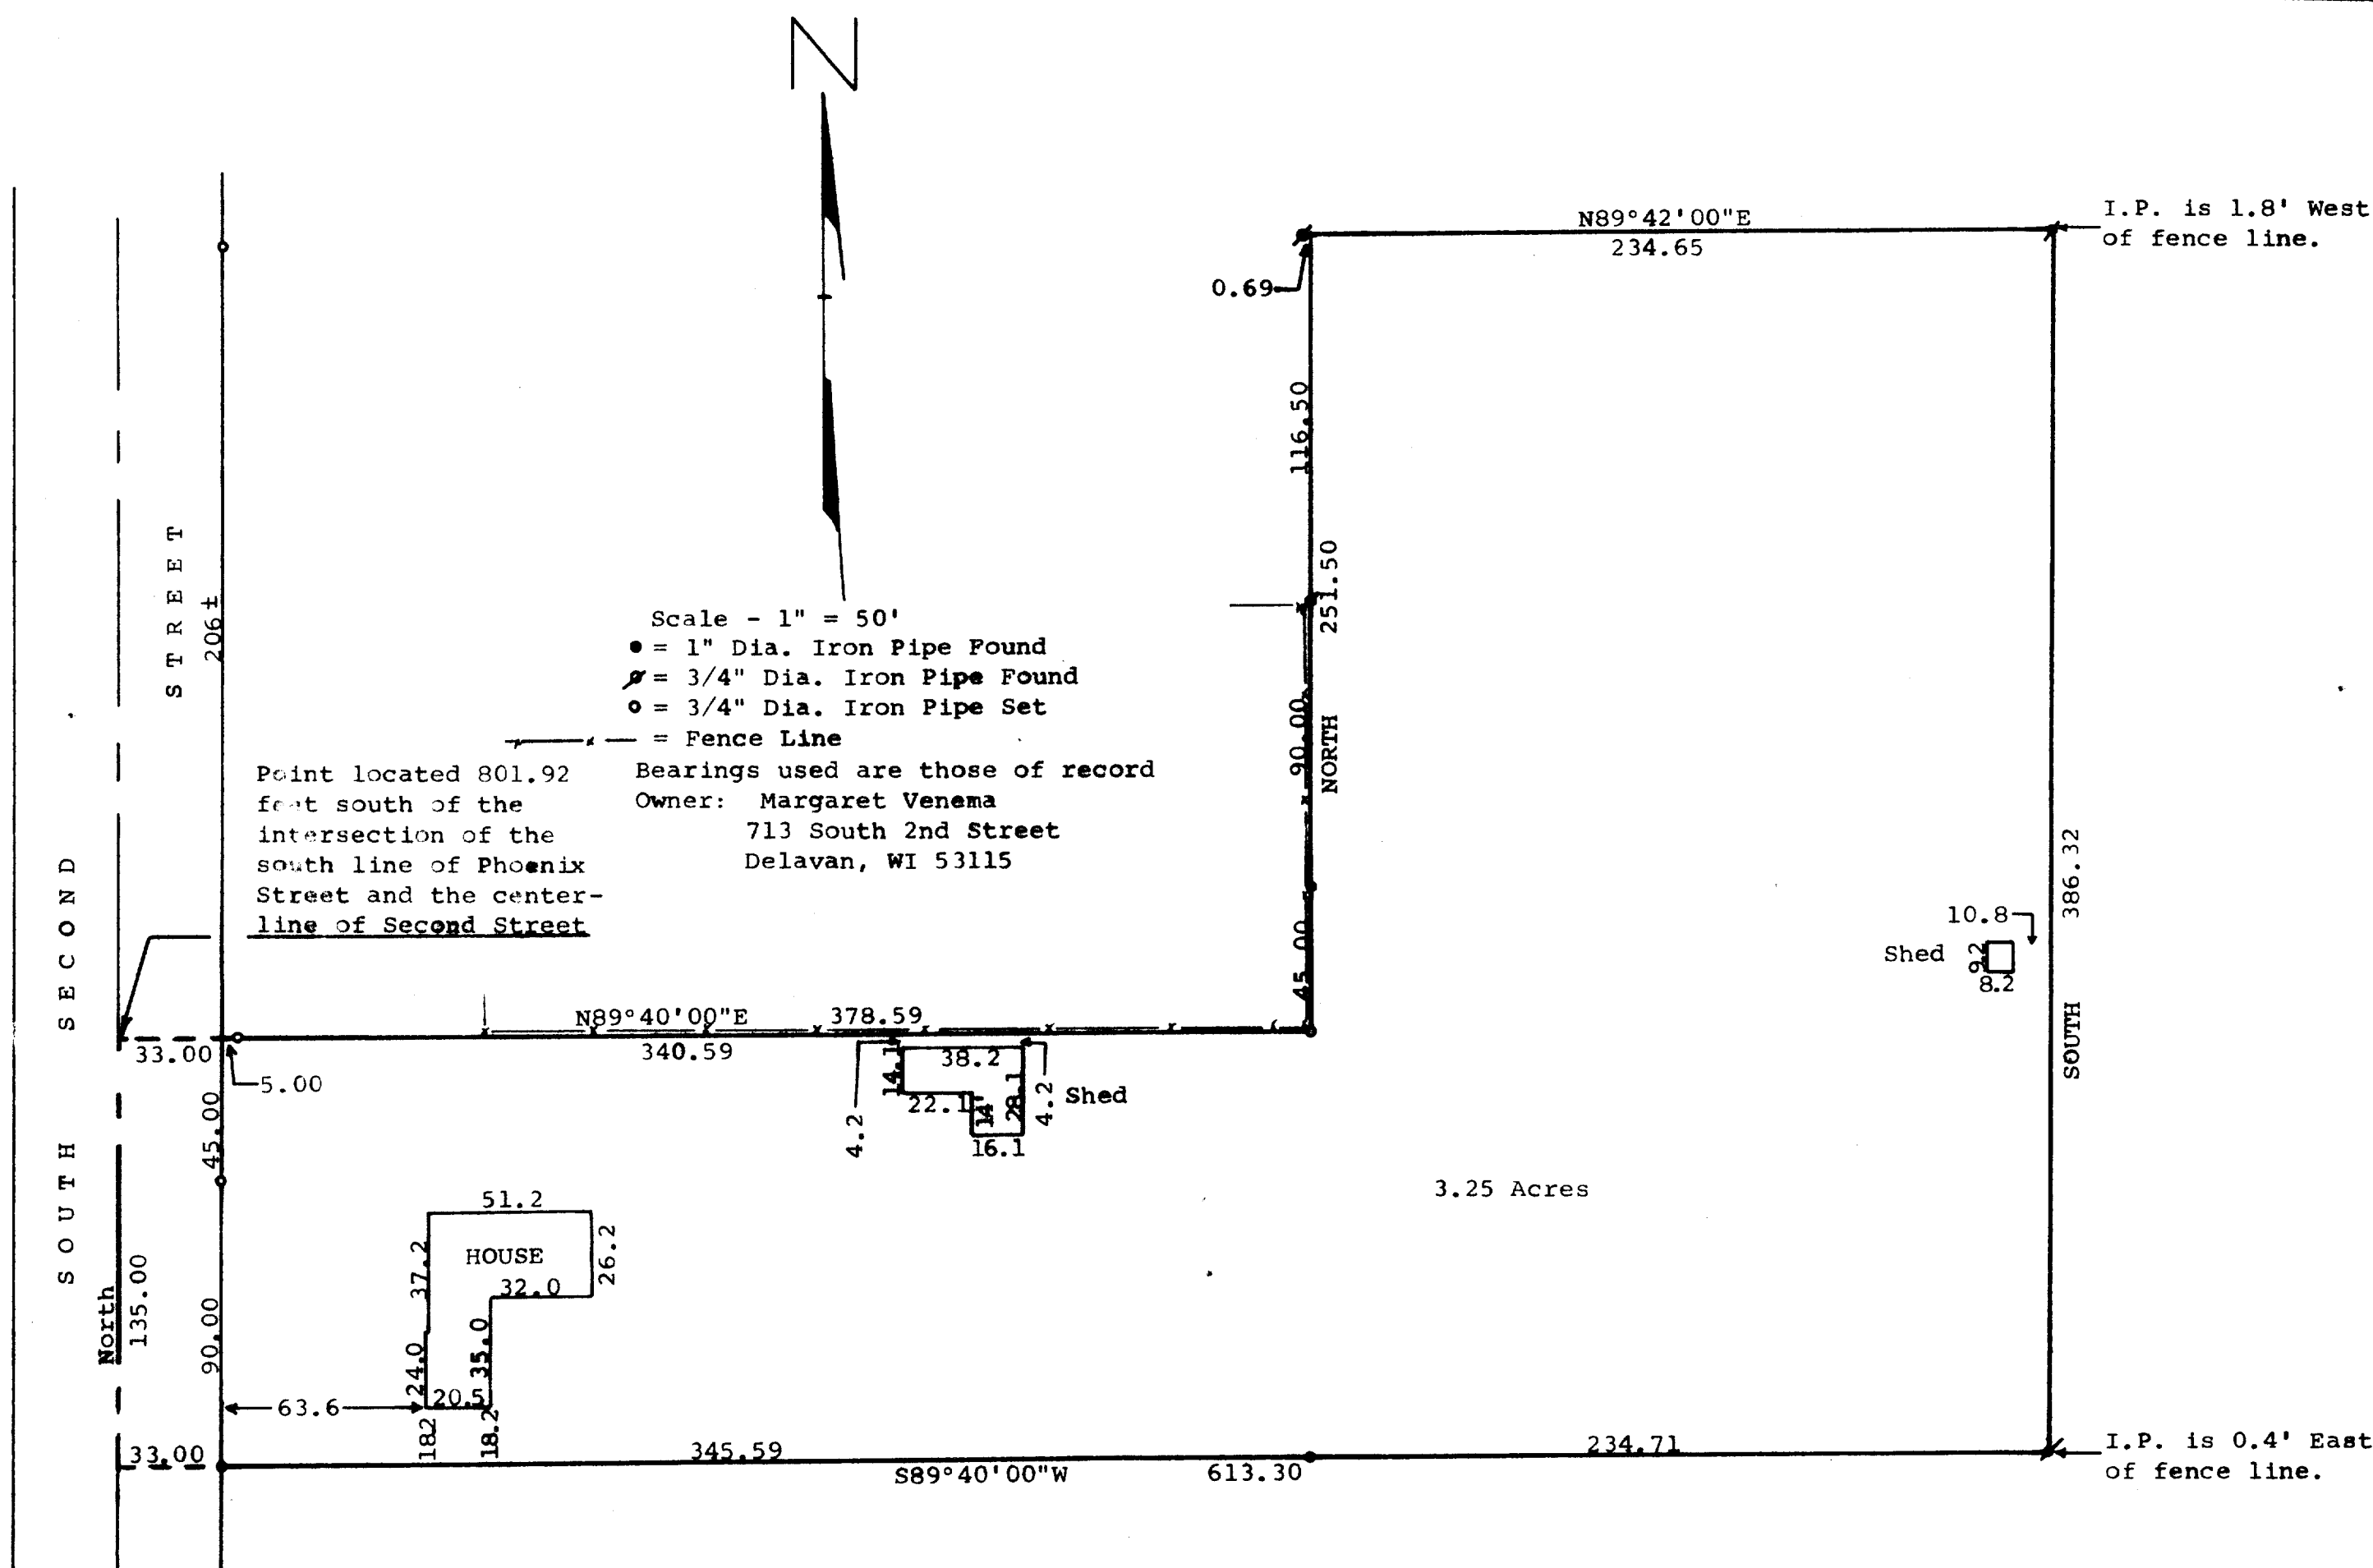 N
N89°42'00"E
234.65
I.P. is 1.8' West
of fence line.
0.69
116.50
251.50
NORTH
90.00
45.00
STREET
206±
Scale - 1" = 50'
● = 1" Dia. Iron Pipe Found
= 3/4" Dia. Iron Pipe Found
o = 3/4" Dia. Iron Pipe Set
= Fence Line
Bearings used are those of record
Owner: Margaret Venema
713 South 2nd Street
Delavan, WI 53115
Point located 801.92
feet south of the
intersection of the
south line of Phoenix
Street and the center-
line of Second Street
SOUTH SECOND
386.32
SOUTH
10.8
Shed
9.2
8.2
N89°40'00"E 378.59
33.00
340.59
5.00
38.2
14.1
22.1
14'
28.1
16.1
4.2
4.2
Shed
45.00
3.25 Acres
51.2
37.2
HOUSE
26.2
32.0
35.0
24.0
20.5
North
135.00
90.00
63.6
182
18.2
33.00
345.59
234.71
S89°40'00"W
613.30
I.P. is 0.4' East
of fence line.